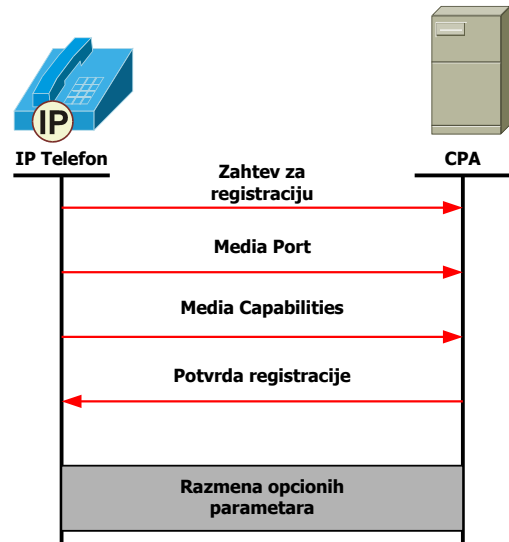 IP
IP Telefon
CPA
Zahtev za
registraciju
Media Port
Media Capabilities
Potvrda registracije
Razmena opcionih
parametara